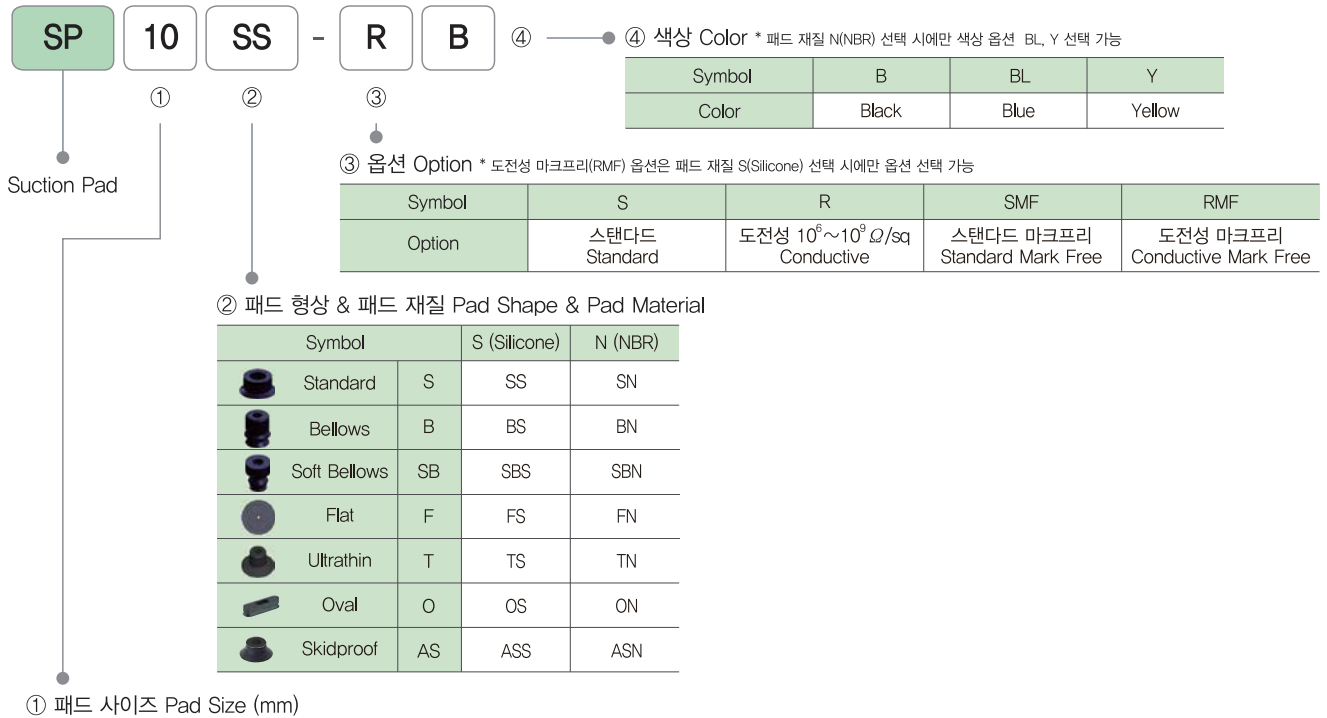 SP 10 SS - R B ④
④ 색상 Color * 패드 재질 N(NBR) 선택 시에만 색상 옵션 BL, Y 선택 가능
Symbol B BL Y
Color Black Blue Yellow
① ② ③
Suction Pad
③ 옵션 Option * 도전성 마크프리(RMF) 옵션은 패드 재질 S(Silicone) 선택 시에만 옵션 선택 가능
Symbol S R SMF RMF
Option 스탠다드 도전성 10⁶~10⁹ Ω/sq 스탠다드 마크프리 도전성 마크프리
Standard Conductive Standard Mark Free Conductive Mark Free
② 패드 형상 & 패드 재질 Pad Shape & Pad Material
Symbol S (Silicone) N (NBR)
Standard S SS SN
Bellows B BS BN
Soft Bellows SB SBS SBN
Flat F FS FN
Ultrathin T TS TN
Oval O OS ON
Skidproof AS ASS ASN
① 패드 사이즈 Pad Size (mm)